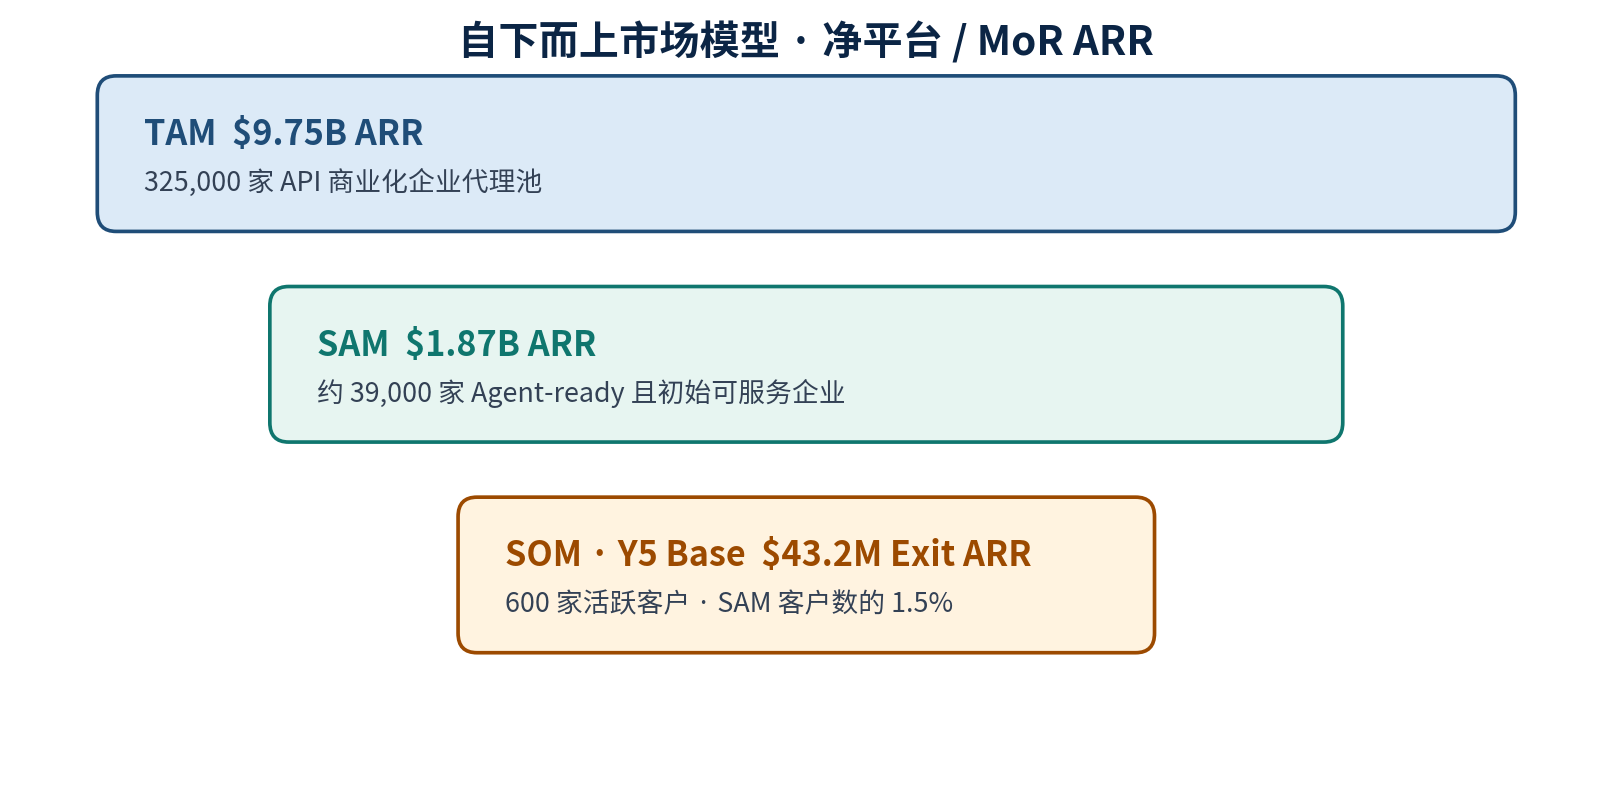 自下而上市场模型 · 净平台 / MoR ARR
TAM $9.75B ARR
325,000 家 API 商业化企业代理池
SAM $1.87B ARR
约 39,000 家 Agent-ready 且初始可服务企业
SOM · Y5 Base $43.2M Exit ARR
600 家活跃客户 · SAM 客户数的 1.5%